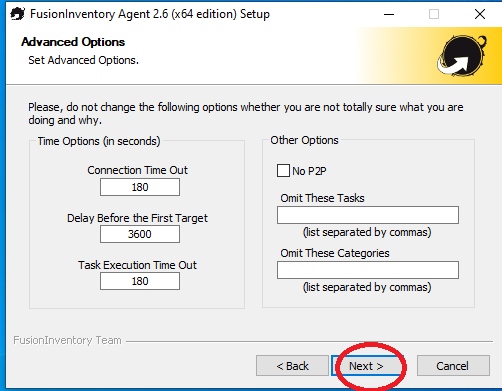 FusionInventory Agent 2.6 (x64 edition) Setup
Advanced Options
Set Advanced Options.
Please, do not change the following options whether you are not totally sure what you are
doing and why.
Time Options (in seconds)
Connection Time Out
180
Delay Before the First Target
3600
Task Execution Time Out
180
Other Options
No P2P
Omit These Tasks
(list separated by commas)
Omit These Categories
(list separated by commas)
FusionInventory Team
< Back
Next >
Cancel